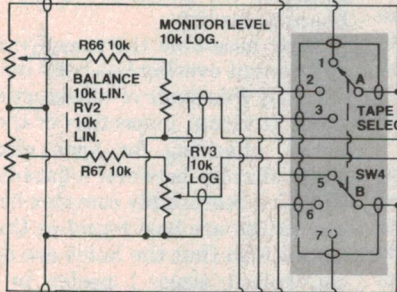 MONITOR LEVEL
10k LOG.
R66 10k
BALANCE
10k LIN.
RV2
10k
LIN.
R67 10k
RV3
10k
LOG
1
A
2
3
TAPE
SELEC
5
SW4
B
6
7